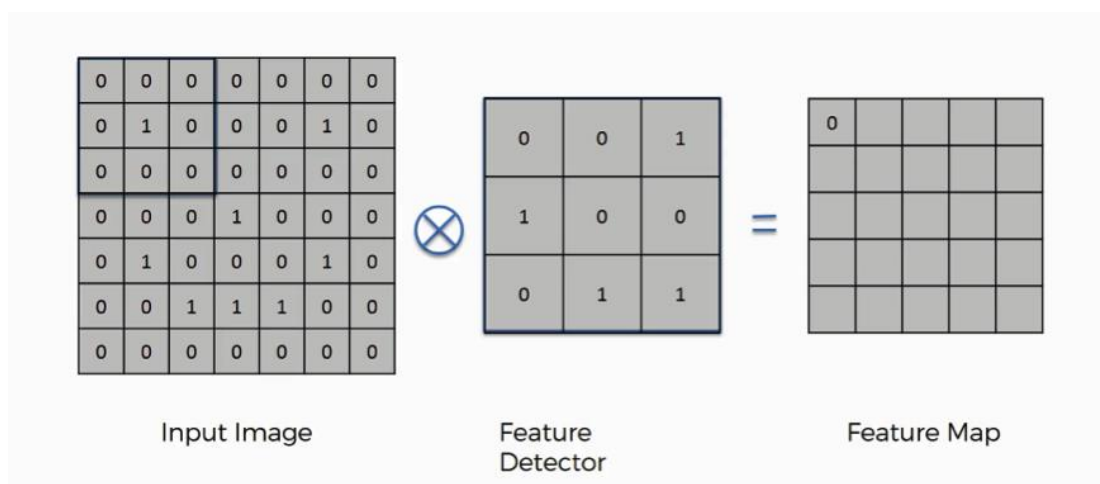 0 0 0 0 0 0 0
0 1 0 0 0 1 0
0 0 0 0 0 0 0
0 0 0 1 0 0 0
0 1 0 0 0 1 0
0 0 1 1 1 0 0
0 0 0 0 0 0 0
0 0 1
1 0 0
0 1 1
=
0
Input Image
Feature
Detector
Feature Map